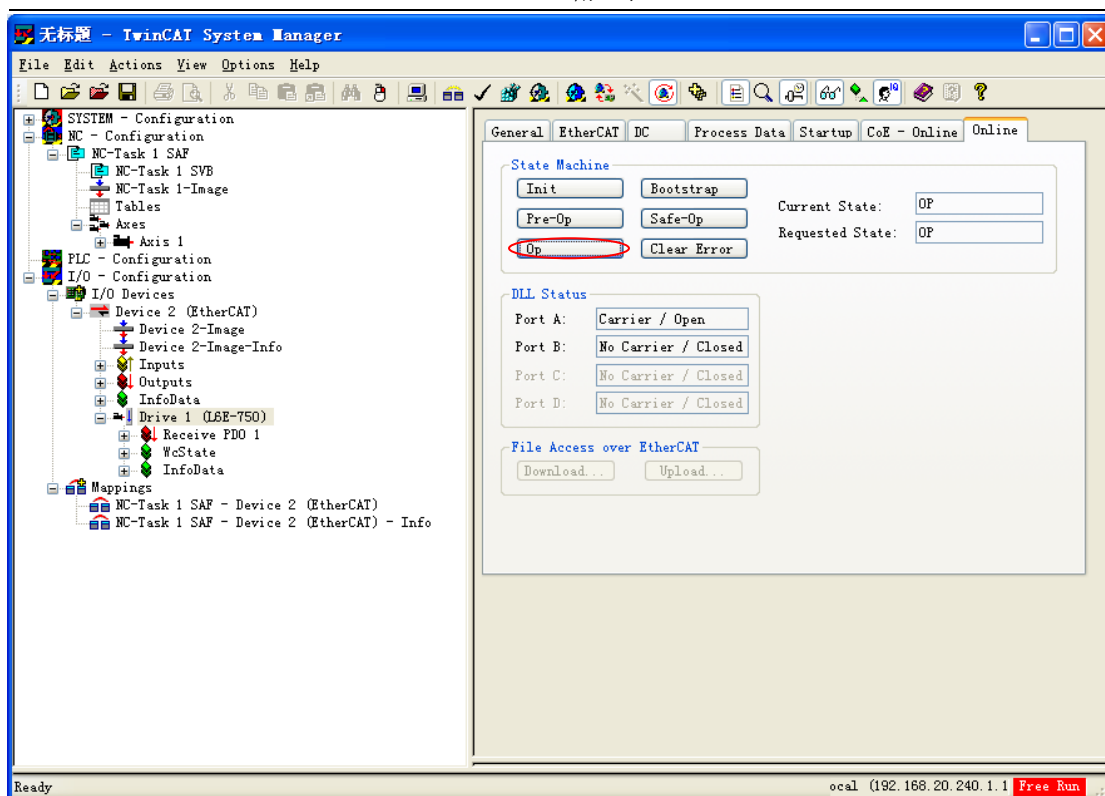 无标题 - TwinCAT System Manager
File Edit Actions View Options Help
SYSTEM - Configuration
NC - Configuration
NC-Task 1 SAF
NC-Task 1 SVB
NC-Task 1-Image
Tables
Axes
Axis 1
PLC - Configuration
I/O - Configuration
I/O Devices
Device 2 (EtherCAT)
Device 2-Image
Device 2-Image-Info
Inputs
Outputs
InfoData
Drive 1 (L6E-750)
Receive PDO 1
WcState
InfoData
Mappings
NC-Task 1 SAF - Device 2 (EtherCAT)
NC-Task 1 SAF - Device 2 (EtherCAT) - Info
General EtherCAT DC Process Data Startup CoE - Online Online
State Machine
Init Bootstrap
Pre-Op Safe-Op
Op Clear Error
Current State: OP
Requested State: OP
DLL Status
Port A: Carrier / Open
Port B: No Carrier / Closed
Port C: No Carrier / Closed
Port D: No Carrier / Closed
File Access over EtherCAT
Download... Upload...
Ready ocal (192.168.20.240.1.1 Free Run